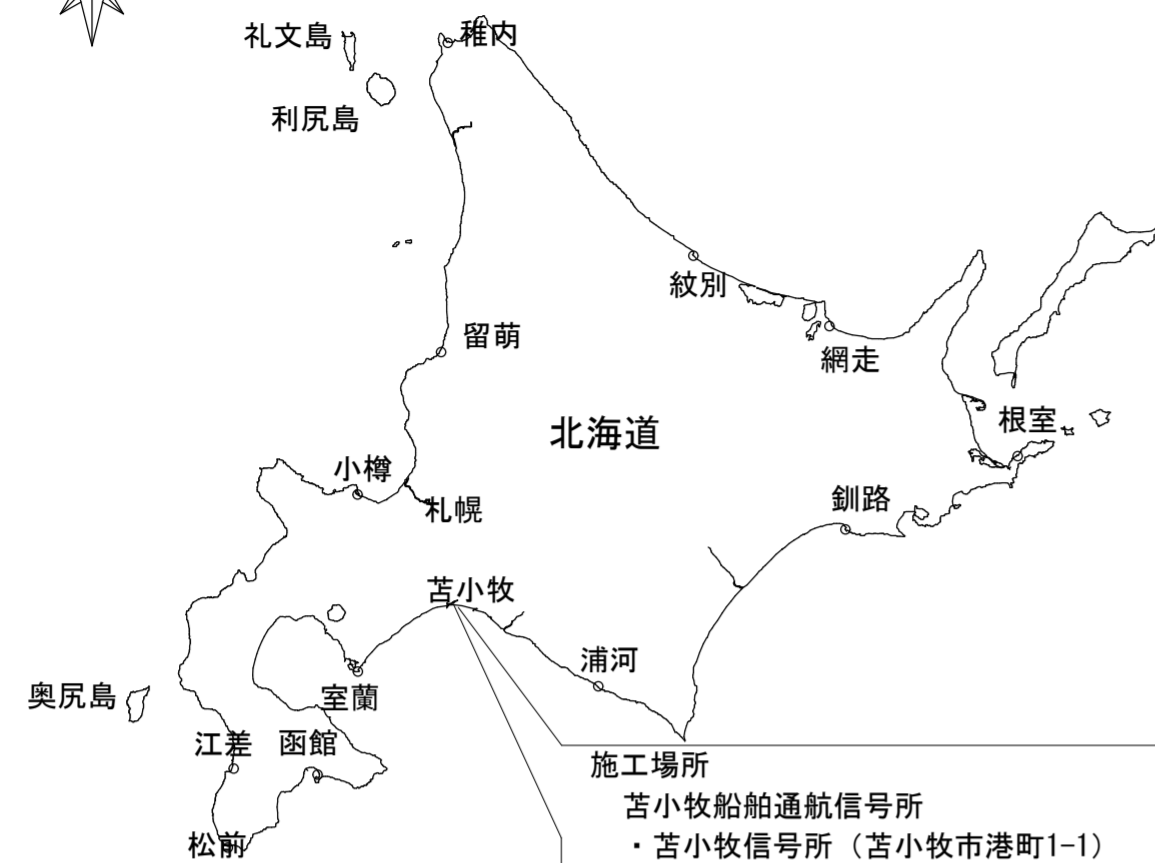 礼文島
稚内
利尻島
紋別
留萌
網走
北海道
根室
小樽
札幌
釧路
苫小牧
浦河
奥尻島
室蘭
江差
函館
松前
施工場所
苫小牧船舶通航信号所
・苫小牧信号所（苫小牧市港町1-1）